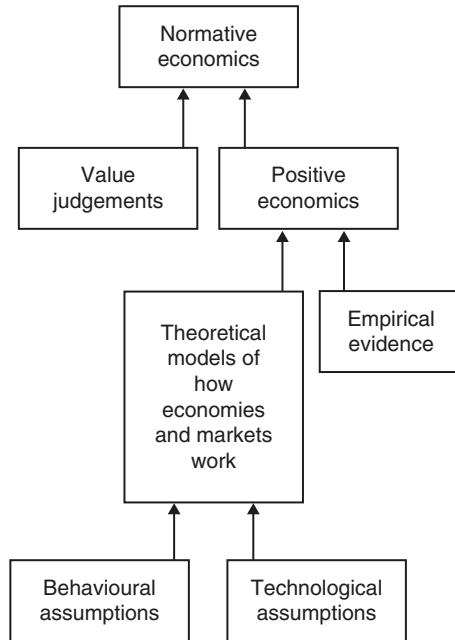 Normative
economics
Value
judgements
Positive
economics
Theoretical
models of
how
economies
and markets
work
Empirical
evidence
Behavioural
assumptions
Technological
assumptions